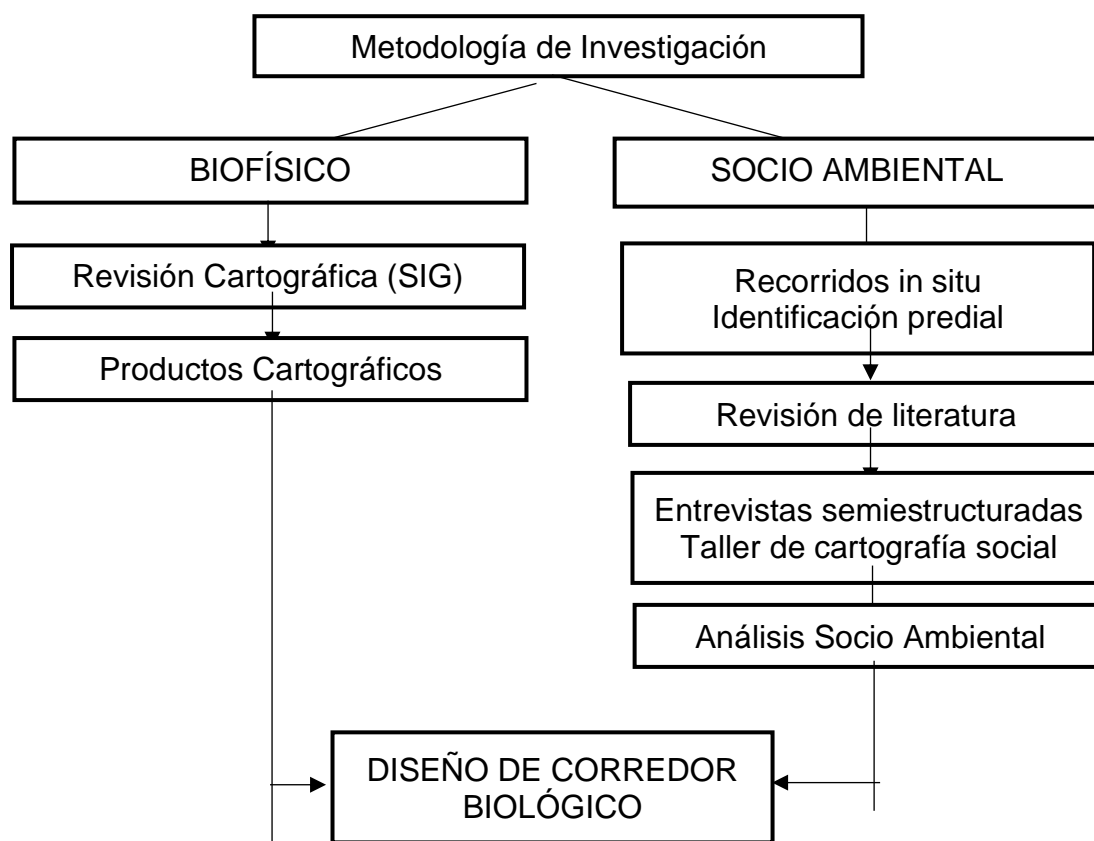 Metodología de Investigación
BIOFÍSICO
Revisión Cartográfica (SIG)
Productos Cartográficos
SOCIO AMBIENTAL
Recorridos in situ
Identificación predial
Revisión de literatura
Entrevistas semiestructuradas
Taller de cartografía social
Análisis Socio Ambiental
DISEÑO DE CORREDOR
BIOLÓGICO